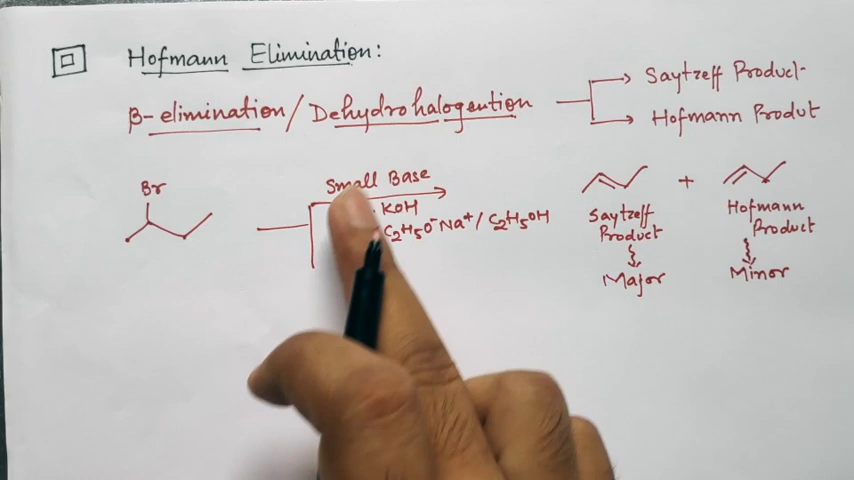 Hofmann Elimination:
β-elimination / Dehydrohalogention
Saytzeff Product
Hofmann Produt
Br
Small Base
KOH
C₂H₅O⁻Na⁺ / C₂H₅OH
+
Saytzeff
Product
Major
Hofmann
Product
Minor